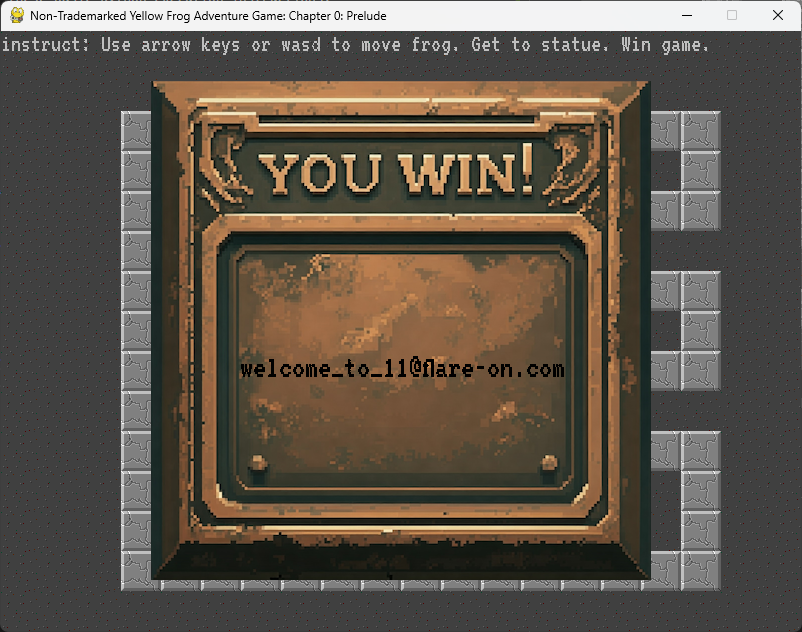 Non-Trademarked Yellow Frog Adventure Game: Chapter 0: Prelude
instruct: Use arrow keys or wasd to move frog. Get to statue. Win game.
YOU WIN!
welcome_to_11@flare-on.com